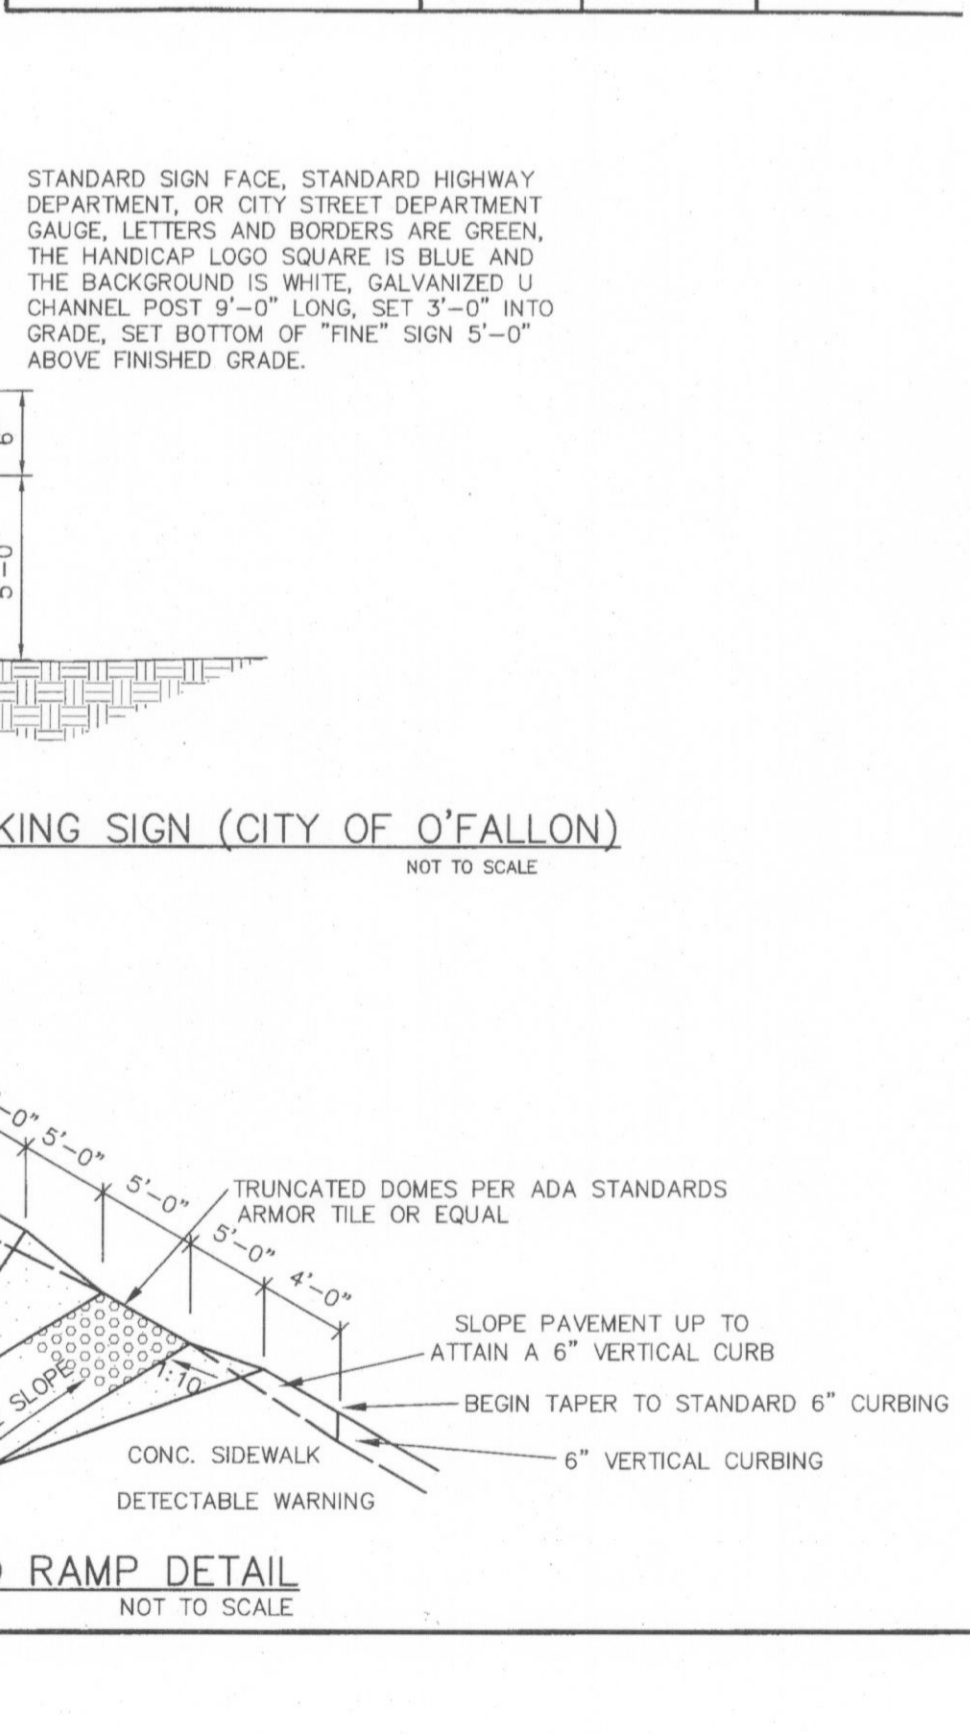 STANDARD SIGN FACE, STANDARD HIGHWAY
DEPARTMENT, OR CITY STREET DEPARTMENT
GAUGE, LETTERS AND BORDERS ARE GREEN,
THE HANDICAP LOGO SQUARE IS BLUE AND
THE BACKGROUND IS WHITE, GALVANIZED U
CHANNEL POST 9'-0" LONG, SET 3'-0" INTO
GRADE, SET BOTTOM OF "FINE" SIGN 5'-0"
ABOVE FINISHED GRADE.
6
5-0
KING SIGN (CITY OF O'FALLON)
NOT TO SCALE
-0"
5'-0"
5'-0"
5'-0"
4'-0"
TRUNCATED DOMES PER ADA STANDARDS
ARMOR TILE OR EQUAL
SLOPE PAVEMENT UP TO
ATTAIN A 6" VERTICAL CURB
SLOPE
1:10
BEGIN TAPER TO STANDARD 6" CURBING
6" VERTICAL CURBING
CONC. SIDEWALK
DETECTABLE WARNING
RAMP DETAIL
NOT TO SCALE